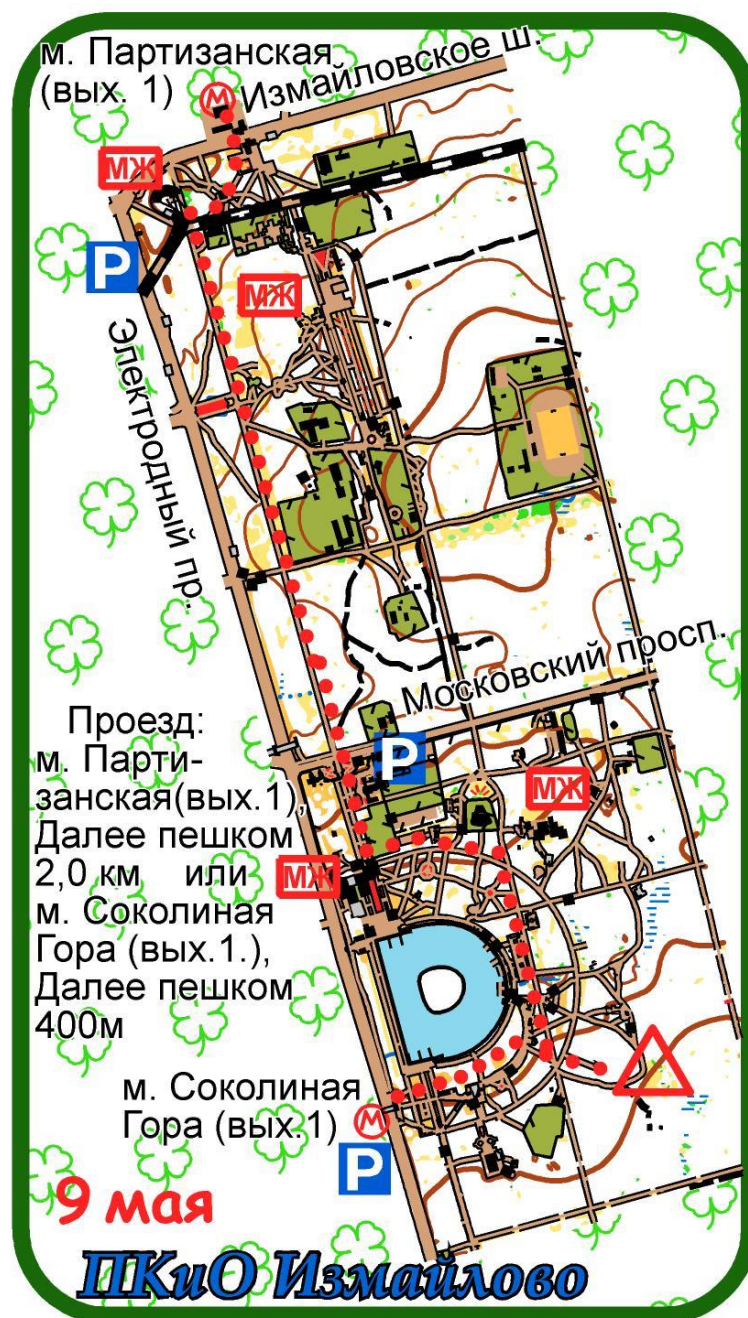 м. Партизанская
(вых. 1)
М
Измайловское ш.
МЖ
P
МЖ
Электродный пр.
Московский просп.
Проезд:
м. Парти-
занская(вых.1),
Далее пешком
2,0 км или
м. Соколиная
Гора (вых.1.),
Далее пешком
400м
P
МЖ
МЖ
м. Соколиная
Гора (вых.1)
М
P
9 мая
ПКиО Измайлово